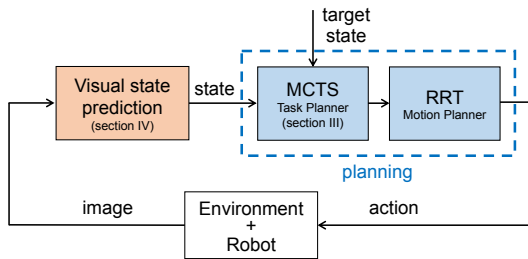 target
state
Visual state
prediction
(section IV)
state
MCTS
Task Planner
(section III)
RRT
Motion Planner
planning
image
Environment
+
Robot
action